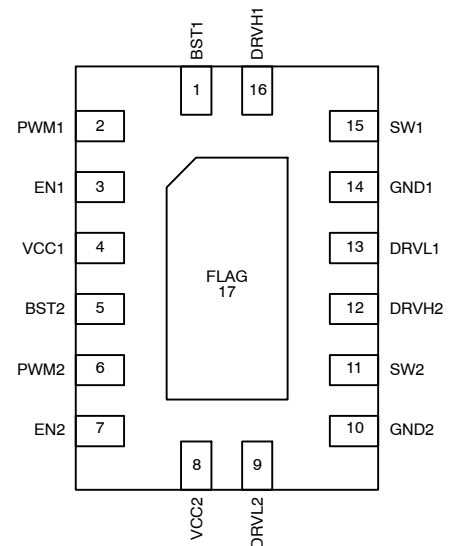 BST1
DRVH1
1
16
PWM1
2
15
SW1
EN1
3
14
GND1
VCC1
4
13
DRVL1
FLAG
17
BST2
5
12
DRVH2
PWM2
6
11
SW2
EN2
7
10
GND2
8
9
VCC2
DRVL2